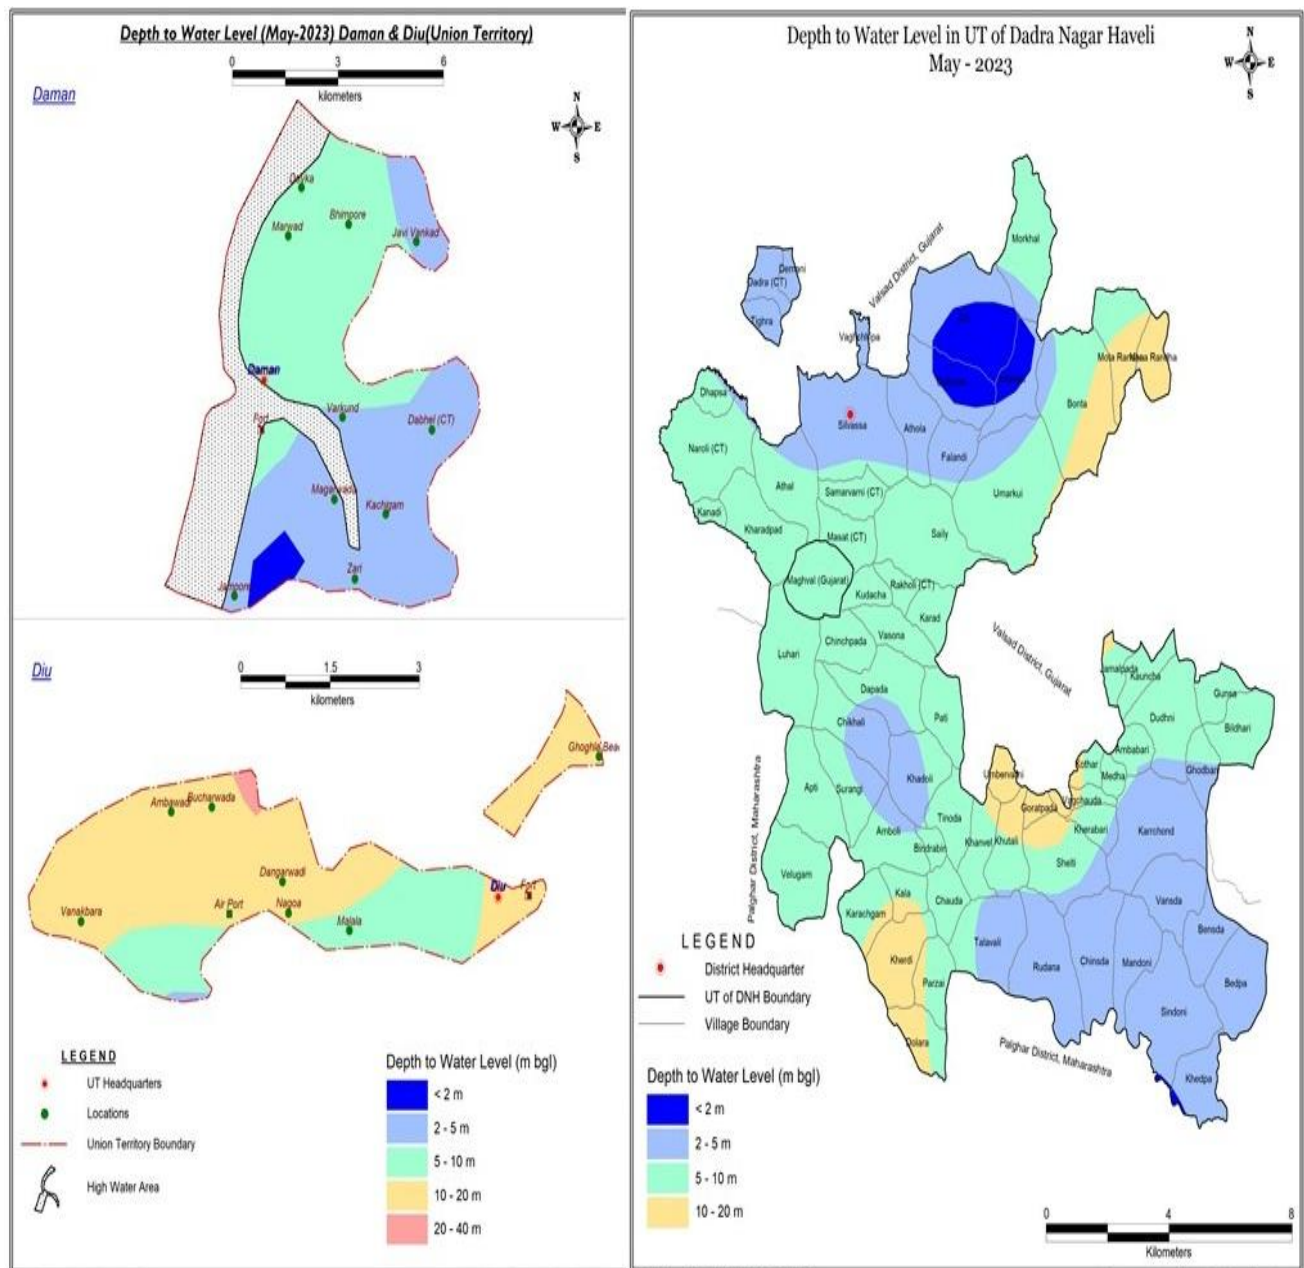 Depth to Water Level (May-2023) Daman & Diu(Union Territory)
0 3 6
kilometers
Daman
N
W E
S
Devka
Bhimpore
Marwad
Javi Vankad
Daman
Fort
Varkund
Dabhel (CT)
Magarwada
Kachigam
Zari
Jampore
Diu
0 1.5 3
kilometers
Ghoghla Bea
Ambawadi
Bucharwada
Dangarwadi
Diu
Fort
Vanakbara
Air Port
Nagoa
Malala
LEGEND
UT Headquarters
Locations
Union Territory Boundary
High Water Area
Depth to Water Level (m bgl)
< 2 m
2 - 5 m
5 - 10 m
10 - 20 m
20 - 40 m
Depth to Water Level in UT of Dadra Nagar Haveli
May - 2023
N
W E
S
Morkhal
Valsad District, Gujarat
Demani
Dadra (CT)
Tighra
Mota Randha
Dhapsa
Bonta
Silvassa
Athola
Naroli (CT)
Falandi
Athal
Samarvarni (CT)
Umarkui
Kanadi
Kharadpad
Masat (CT)
Saily
Maghval (Gujarat)
Rakholi (CT)
Kudacha
Karad
Chinchpada
Vasona
Luhari
Valsad District, Gujarat
Jamalpada
Kauncha
Dapada
Gunsa
Chikhali
Pati
Dudhni
Bildhari
Ambabari
Umbervarni
Kothar
Medha
Ghodbari
Khadoli
Apti
Surangi
Goratpada
Vaghchauda
Tinoda
Kherabari
Karnchond
Amboli
Bindrabin
Khanvel
Khutali
Shelti
Velugam
Palghar District, Maharashtra
Kala
Chauda
Vansda
Karachgam
Bensda
Talavali
Kherdi
Rudana
Chinsda
Mandoni
Parzai
Bedpa
Sindoni
Dolara
Palghar District, Maharashtra
Khedpa
LEGEND
District Headquarter
UT of DNH Boundary
Village Boundary
Depth to Water Level (m bgl)
< 2 m
2 - 5 m
5 - 10 m
10 - 20 m
0 4 8
Kilometers